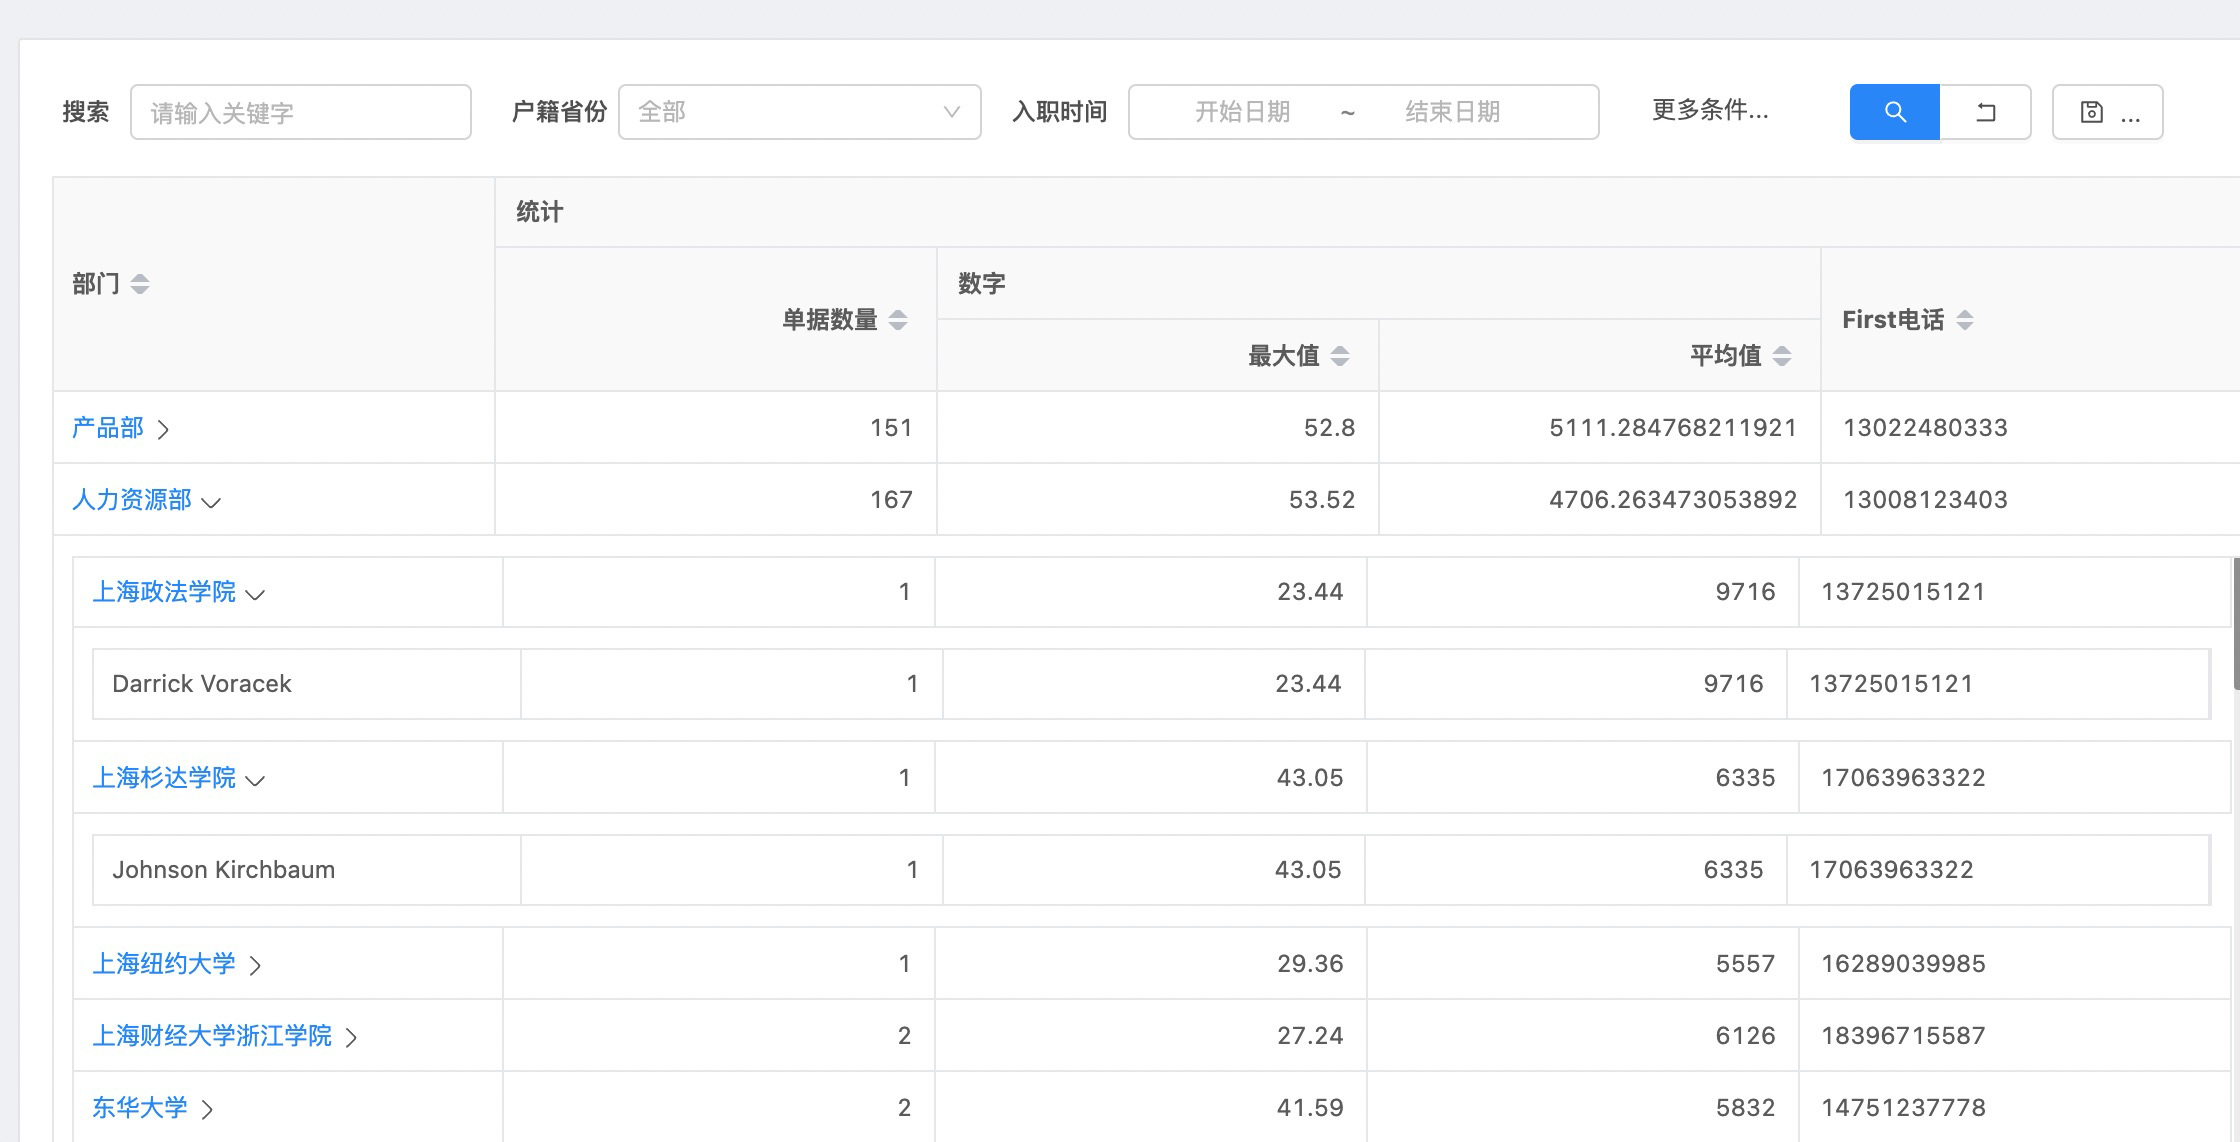 搜索 请输入关键字 户籍省份 全部 入职时间 开始日期 ~ 结束日期 更多条件... ...
统计
部门 单据数量 数字 First电话
最大值 平均值
产品部 151 52.8 5111.284768211921 13022480333
人力资源部 167 53.52 4706.263473053892 13008123403
上海政法学院 1 23.44 9716 13725015121
Darrick Voracek 1 23.44 9716 13725015121
上海杉达学院 1 43.05 6335 17063963322
Johnson Kirchbaum 1 43.05 6335 17063963322
上海纽约大学 1 29.36 5557 16289039985
上海财经大学浙江学院 2 27.24 6126 18396715587
东华大学 2 41.59 5832 14751237778